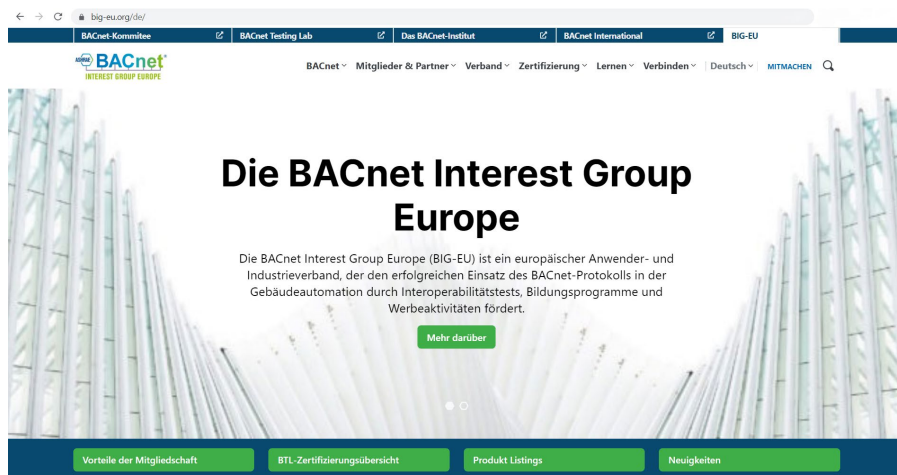 big-eu.org/de/
BACnet-Kommitee
BACnet Testing Lab
Das BACnet-Institut
BACnet International
BIG-EU
ASHRAE BACnet
INTEREST GROUP EUROPE
BACnet
Mitglieder & Partner
Verband
Zertifizierung
Lernen
Verbinden
Deutsch
MITMACHEN
Die BACnet Interest Group
Europe
Die BACnet Interest Group Europe (BIG-EU) ist ein europäischer Anwender- und
Industrieverband, der den erfolgreichen Einsatz des BACnet-Protokolls in der
Gebäudeautomation durch Interoperabilitätstests, Bildungsprogramme und
Werbeaktivitäten fördert.
Mehr darüber
Vorteile der Mitgliedschaft
BTL-Zertifizierungsübersicht
Produkt Listings
Neuigkeiten